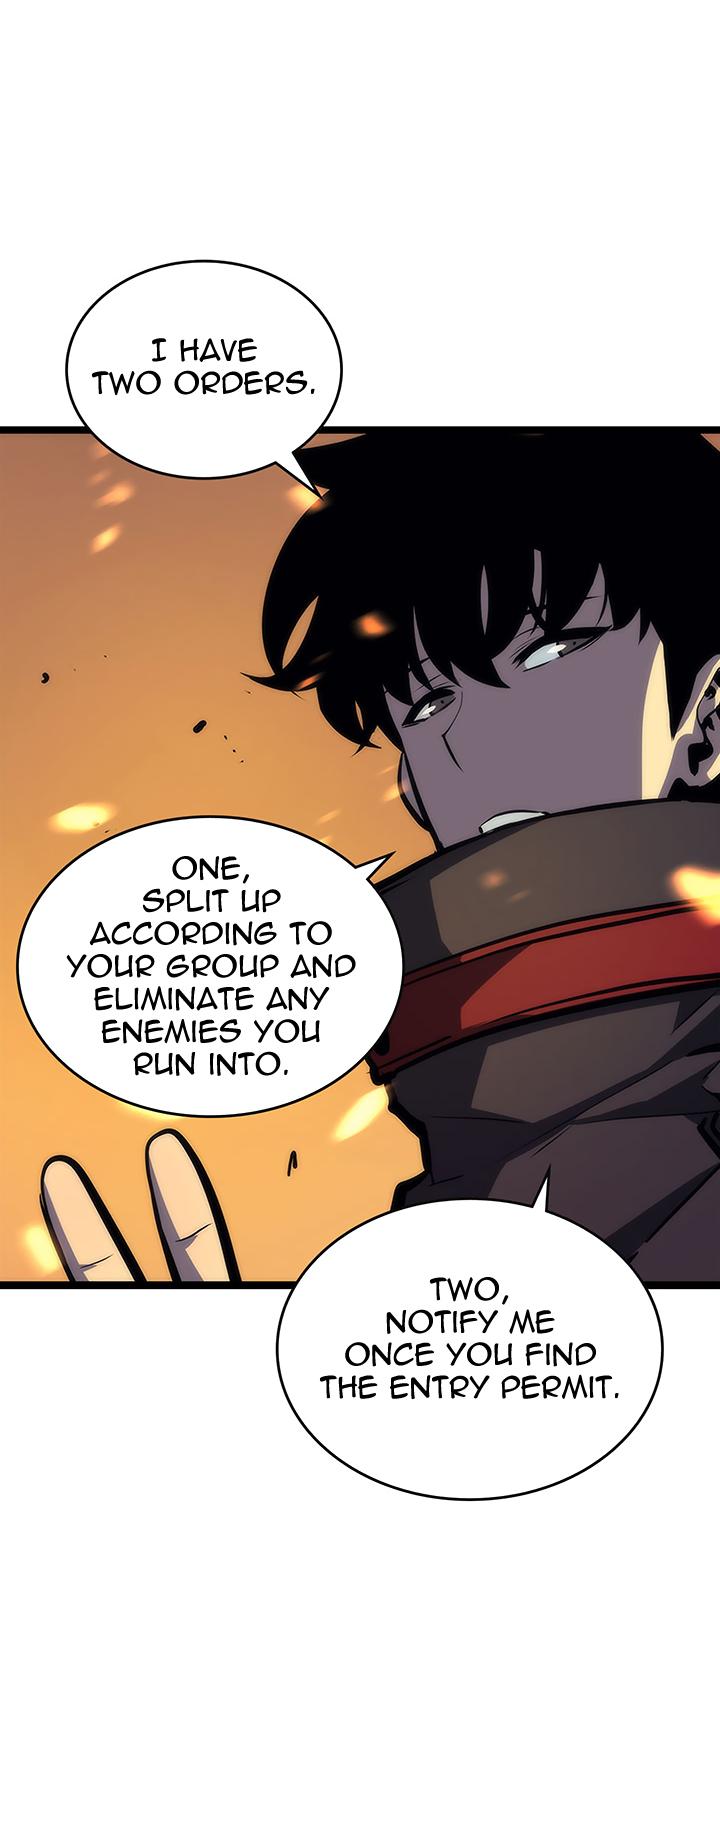 I HAVE
TWO ORDERS.
ONE,
SPLIT UP
ACCORDING TO
YOUR GROUP AND
ELIMINATE ANY
ENEMIES YOU
RUN INTO.
TWO,
NOTIFY ME
ONCE YOU FIND
THE ENTRY PERMIT.